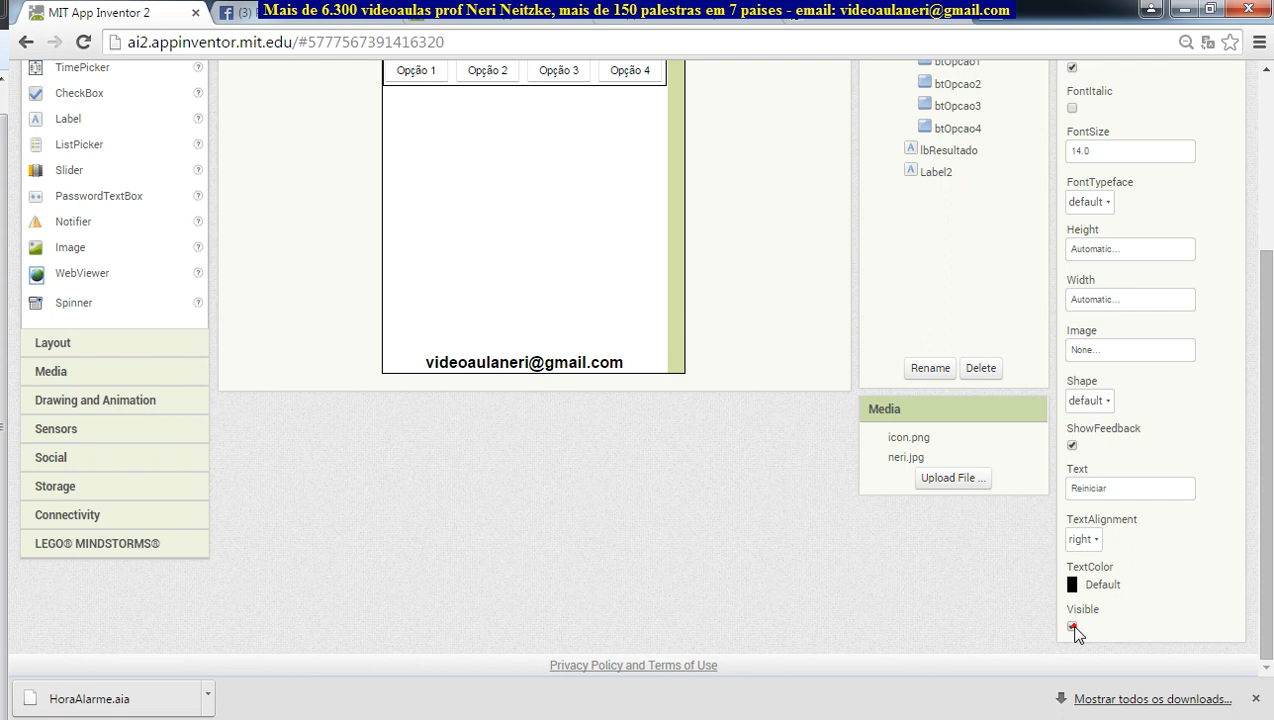 MIT App Inventor 2
(3)
Mais de 6.300 videoaulas prof Neri Neitzke, mais de 150 palestras em 7 paises - email: videoaulaneri@gmail.com
ai2.appinventor.mit.edu/#5777567391416320
TimePicker
CheckBox
Label
ListPicker
Slider
PasswordTextBox
Notifier
Image
WebViewer
Spinner
Layout
Media
Drawing and Animation
Sensors
Social
Storage
Connectivity
LEGO® MINDSTORMS®
Opção 1 Opção 2 Opção 3 Opção 4
videoaulaneri@gmail.com
btOpcao1
btOpcao2
btOpcao3
btOpcao4
lbResultado
Label2
Rename Delete
Media
icon.png
neri.jpg
Upload File ...
FontItalic
FontSize
14.0
FontTypeface
default
Height
Automatic...
Width
Automatic...
Image
None...
Shape
default
ShowFeedback
Text
Reiniciar
TextAlignment
right
TextColor
Default
Visible
Privacy Policy and Terms of Use
HoraAlarme.aia
Mostrar todos os downloads...